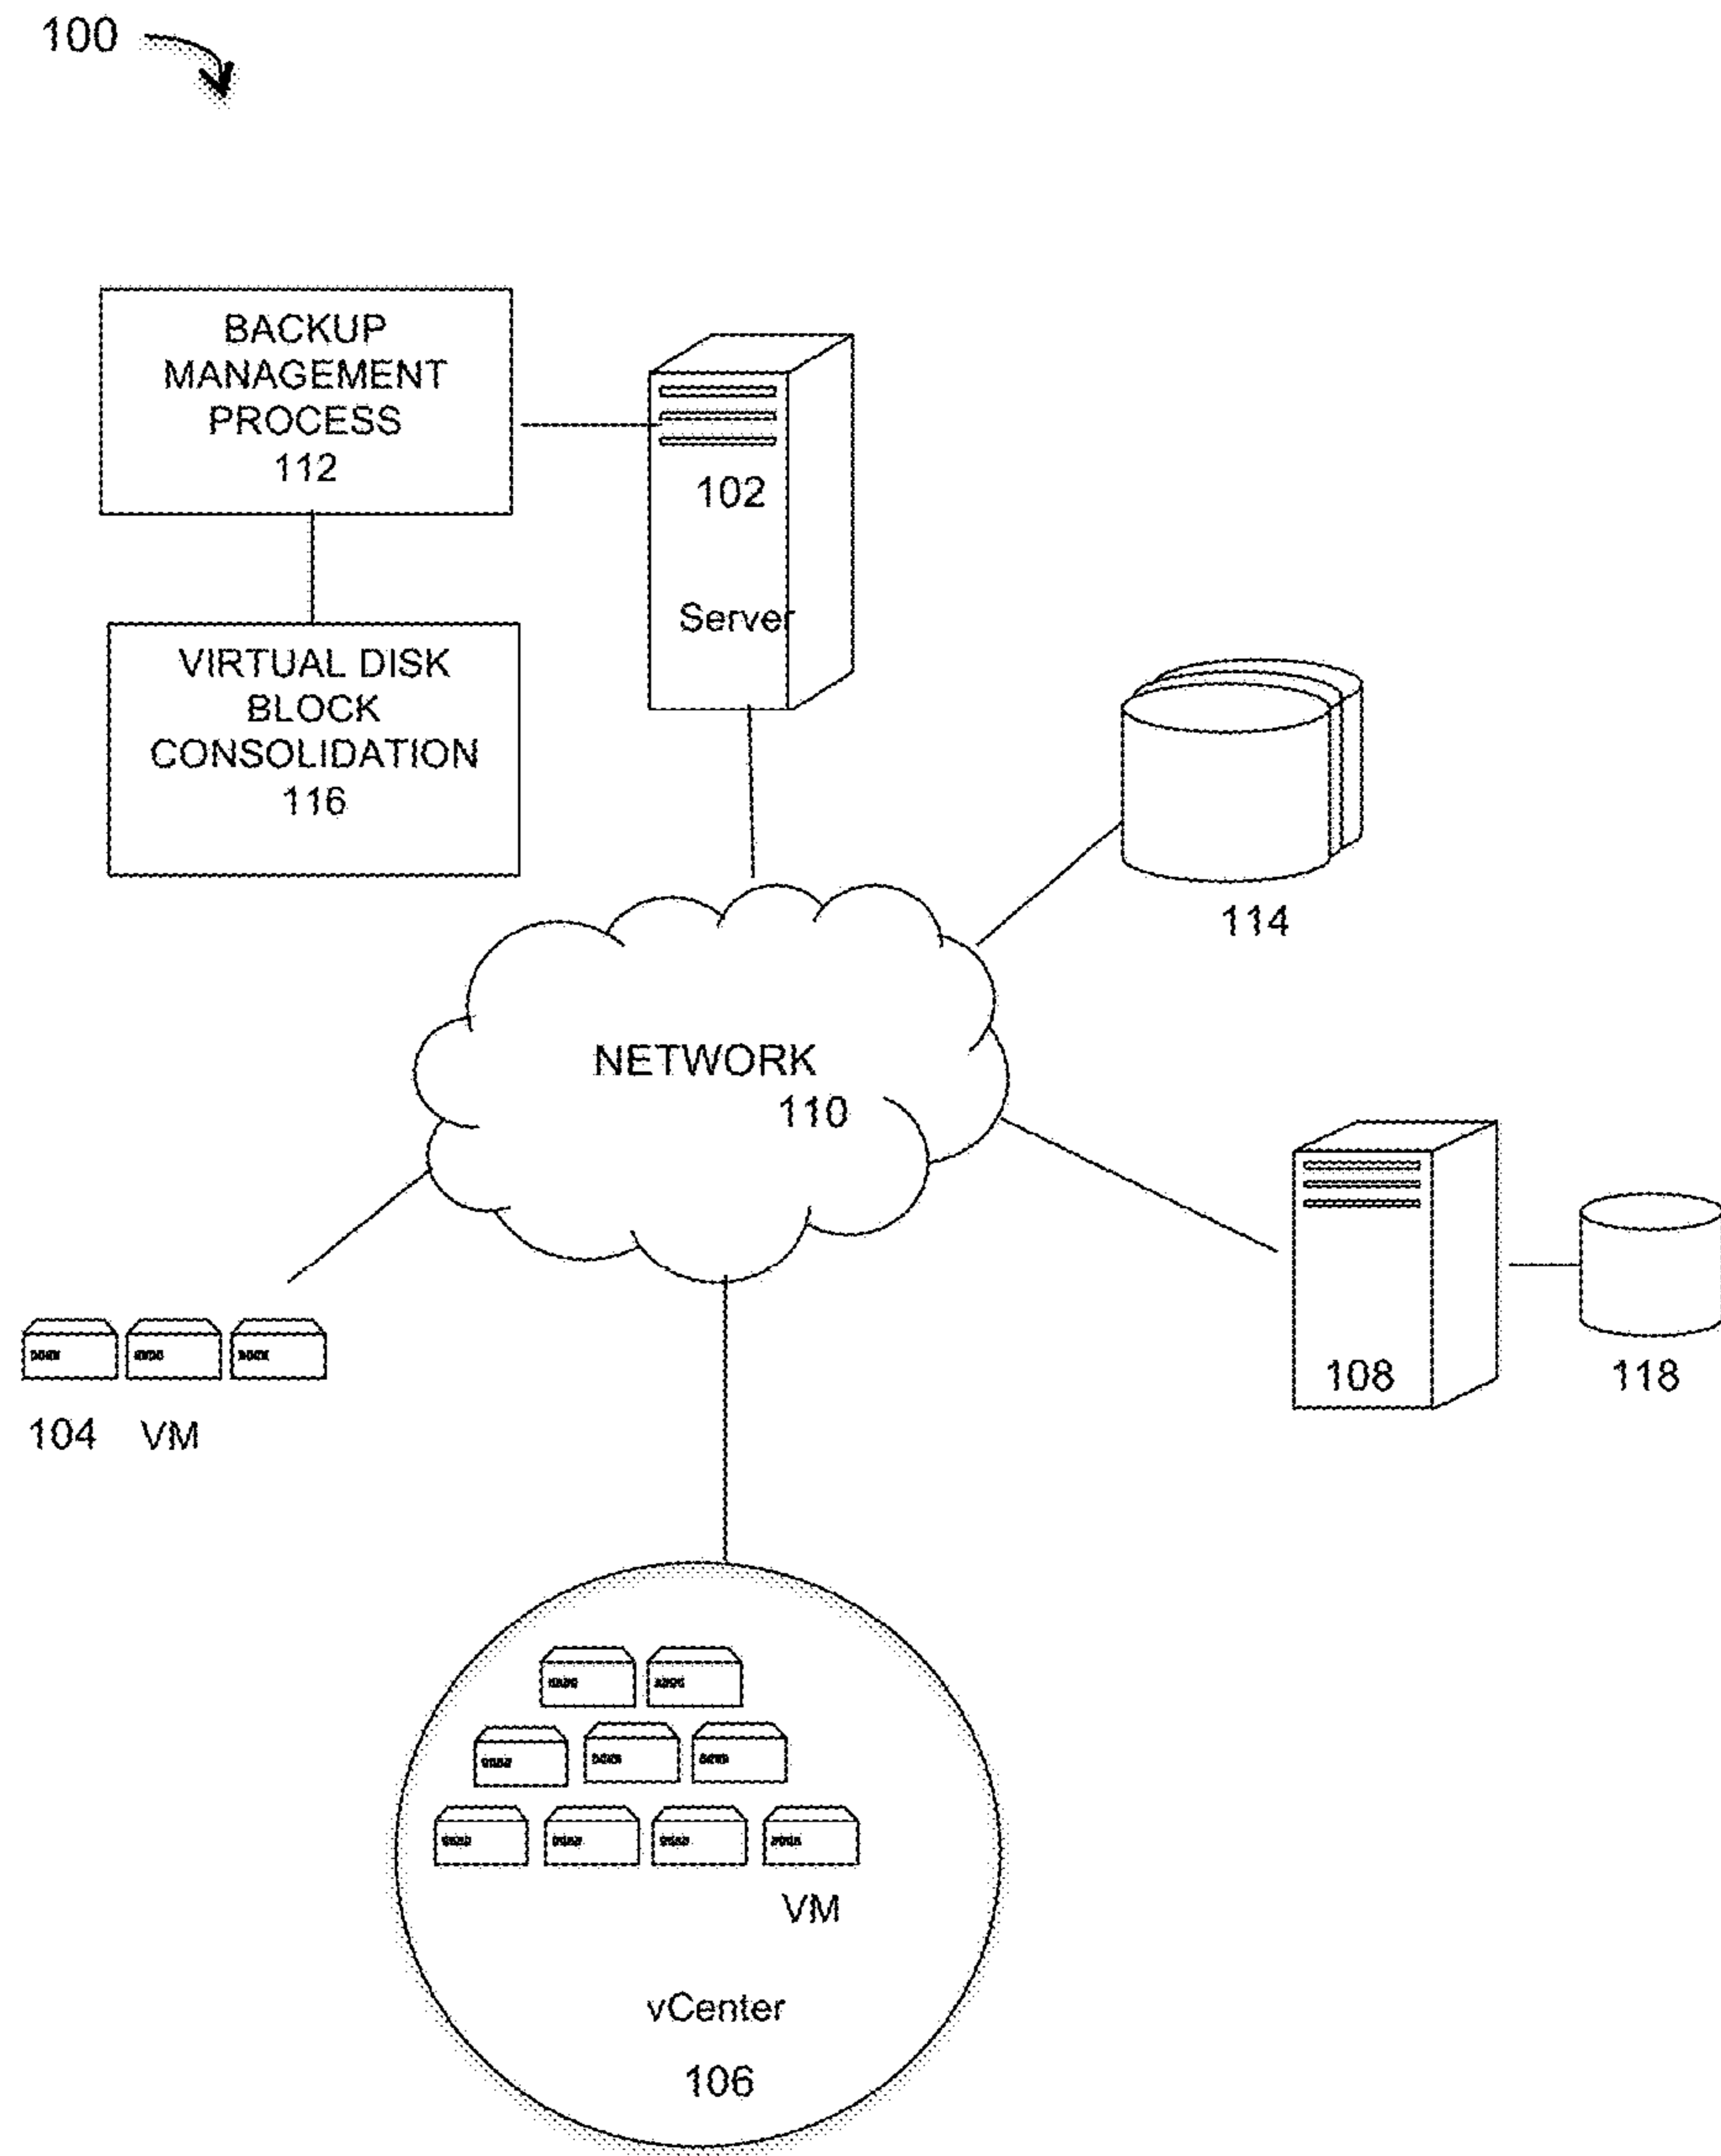 100
BACKUP
MANAGEMENT
PROCESS
112
102
Server
VIRTUAL DISK
BLOCK
CONSOLIDATION
116
114
NETWORK
110
108
118
104 VM
VM
vCenter
106